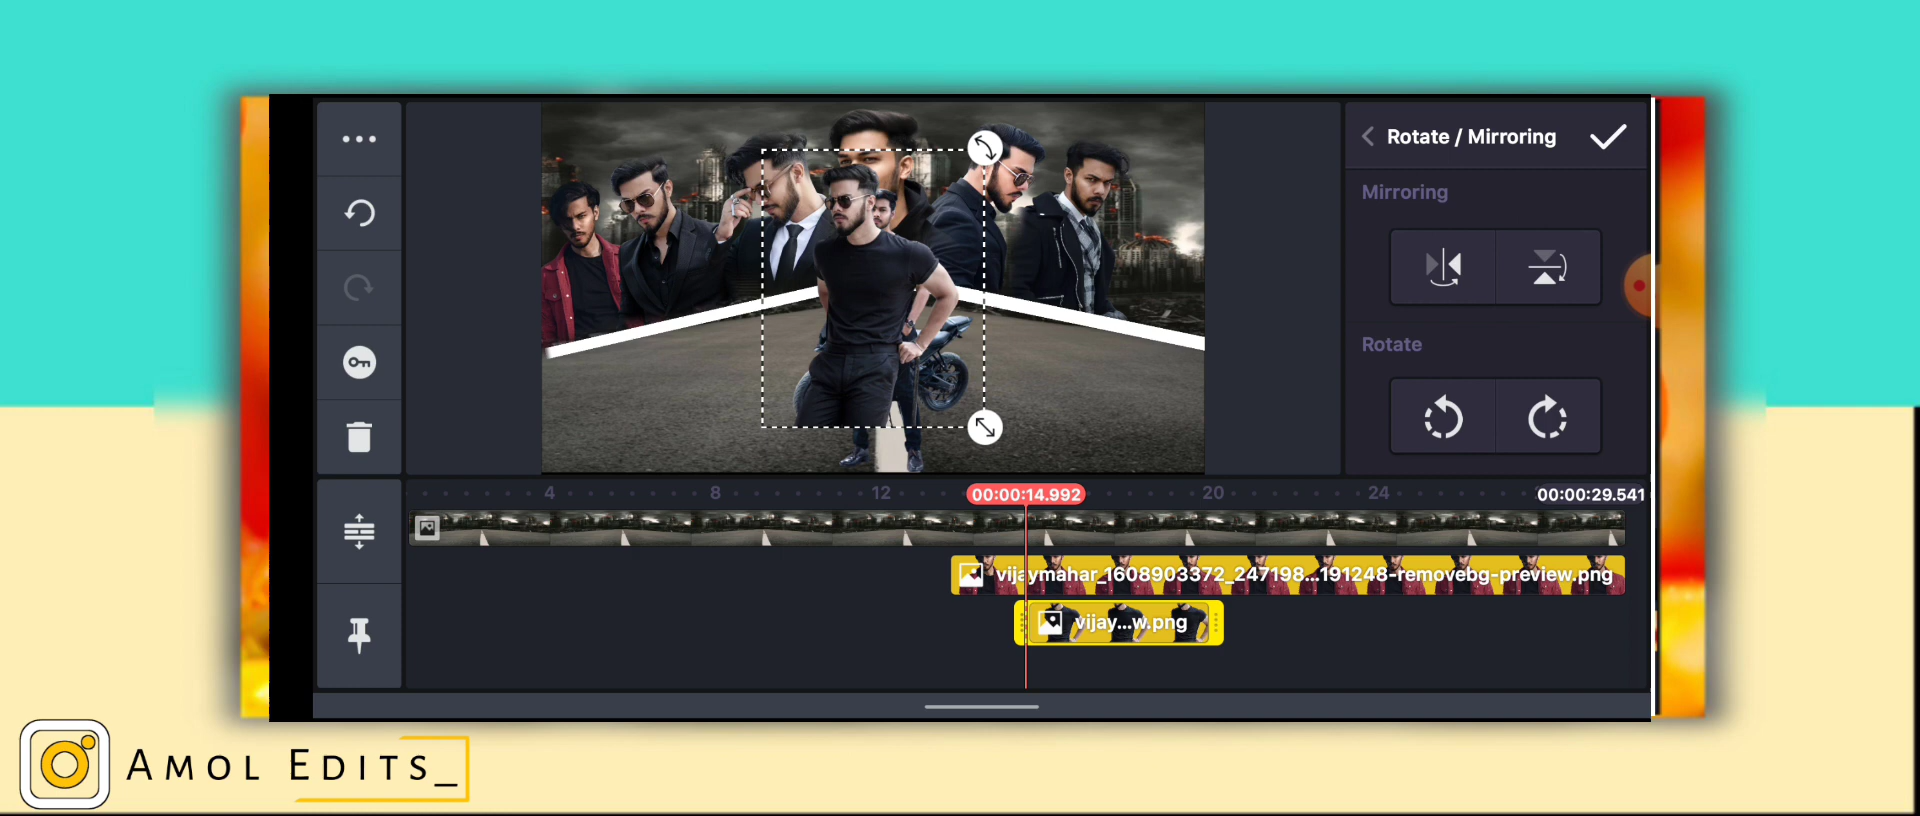 Rotate / Mirroring
Mirroring
Rotate
4 8 12 00:00:14.992 20 24 00:00:29.541
vijaymahar_1608903372_247198...191248-removebg-preview.png
vijay...w.png
AMOL EDITS_